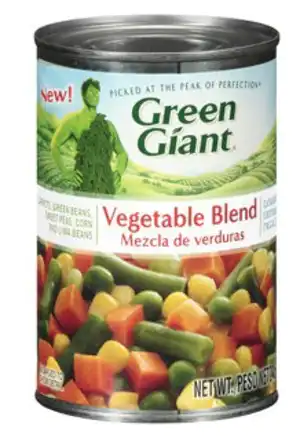 New!
PICKED AT THE PEAK OF PERFECTION
Green
Giant
CARROTS, GREEN BEANS,
SWEET PEAS, CORN
AND LIMA BEANS
Vegetable Blend
Mezcla de verduras
NET WT. PESO NET